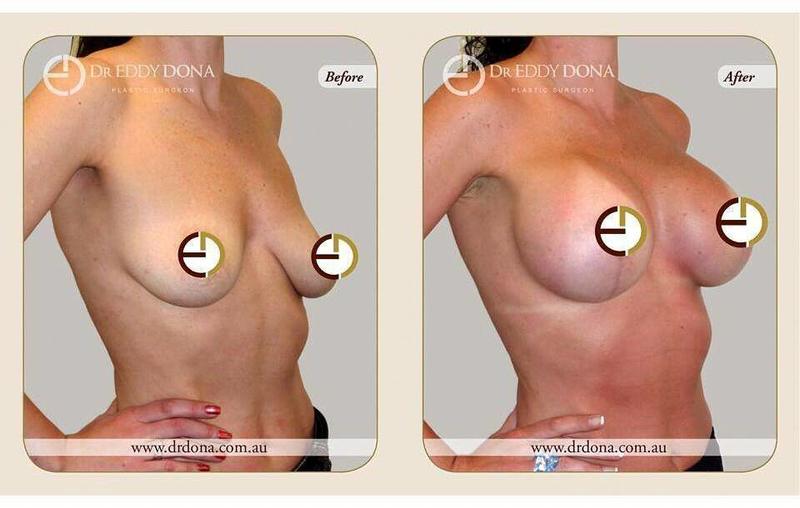 DR EDDY DONA
PLASTIC SURGEON
Before
www.drdona.com.au
DR EDDY DONA
PLASTIC SURGEON
After
www.drdona.com.au